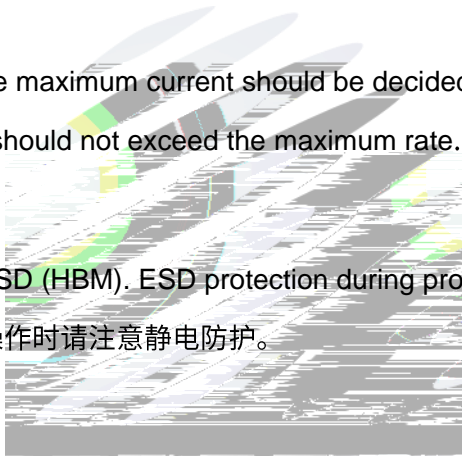 e maximum current should be decided
should not exceed the maximum rate.
SD (HBM). ESD protection during pro
操作时请注意静电防护。